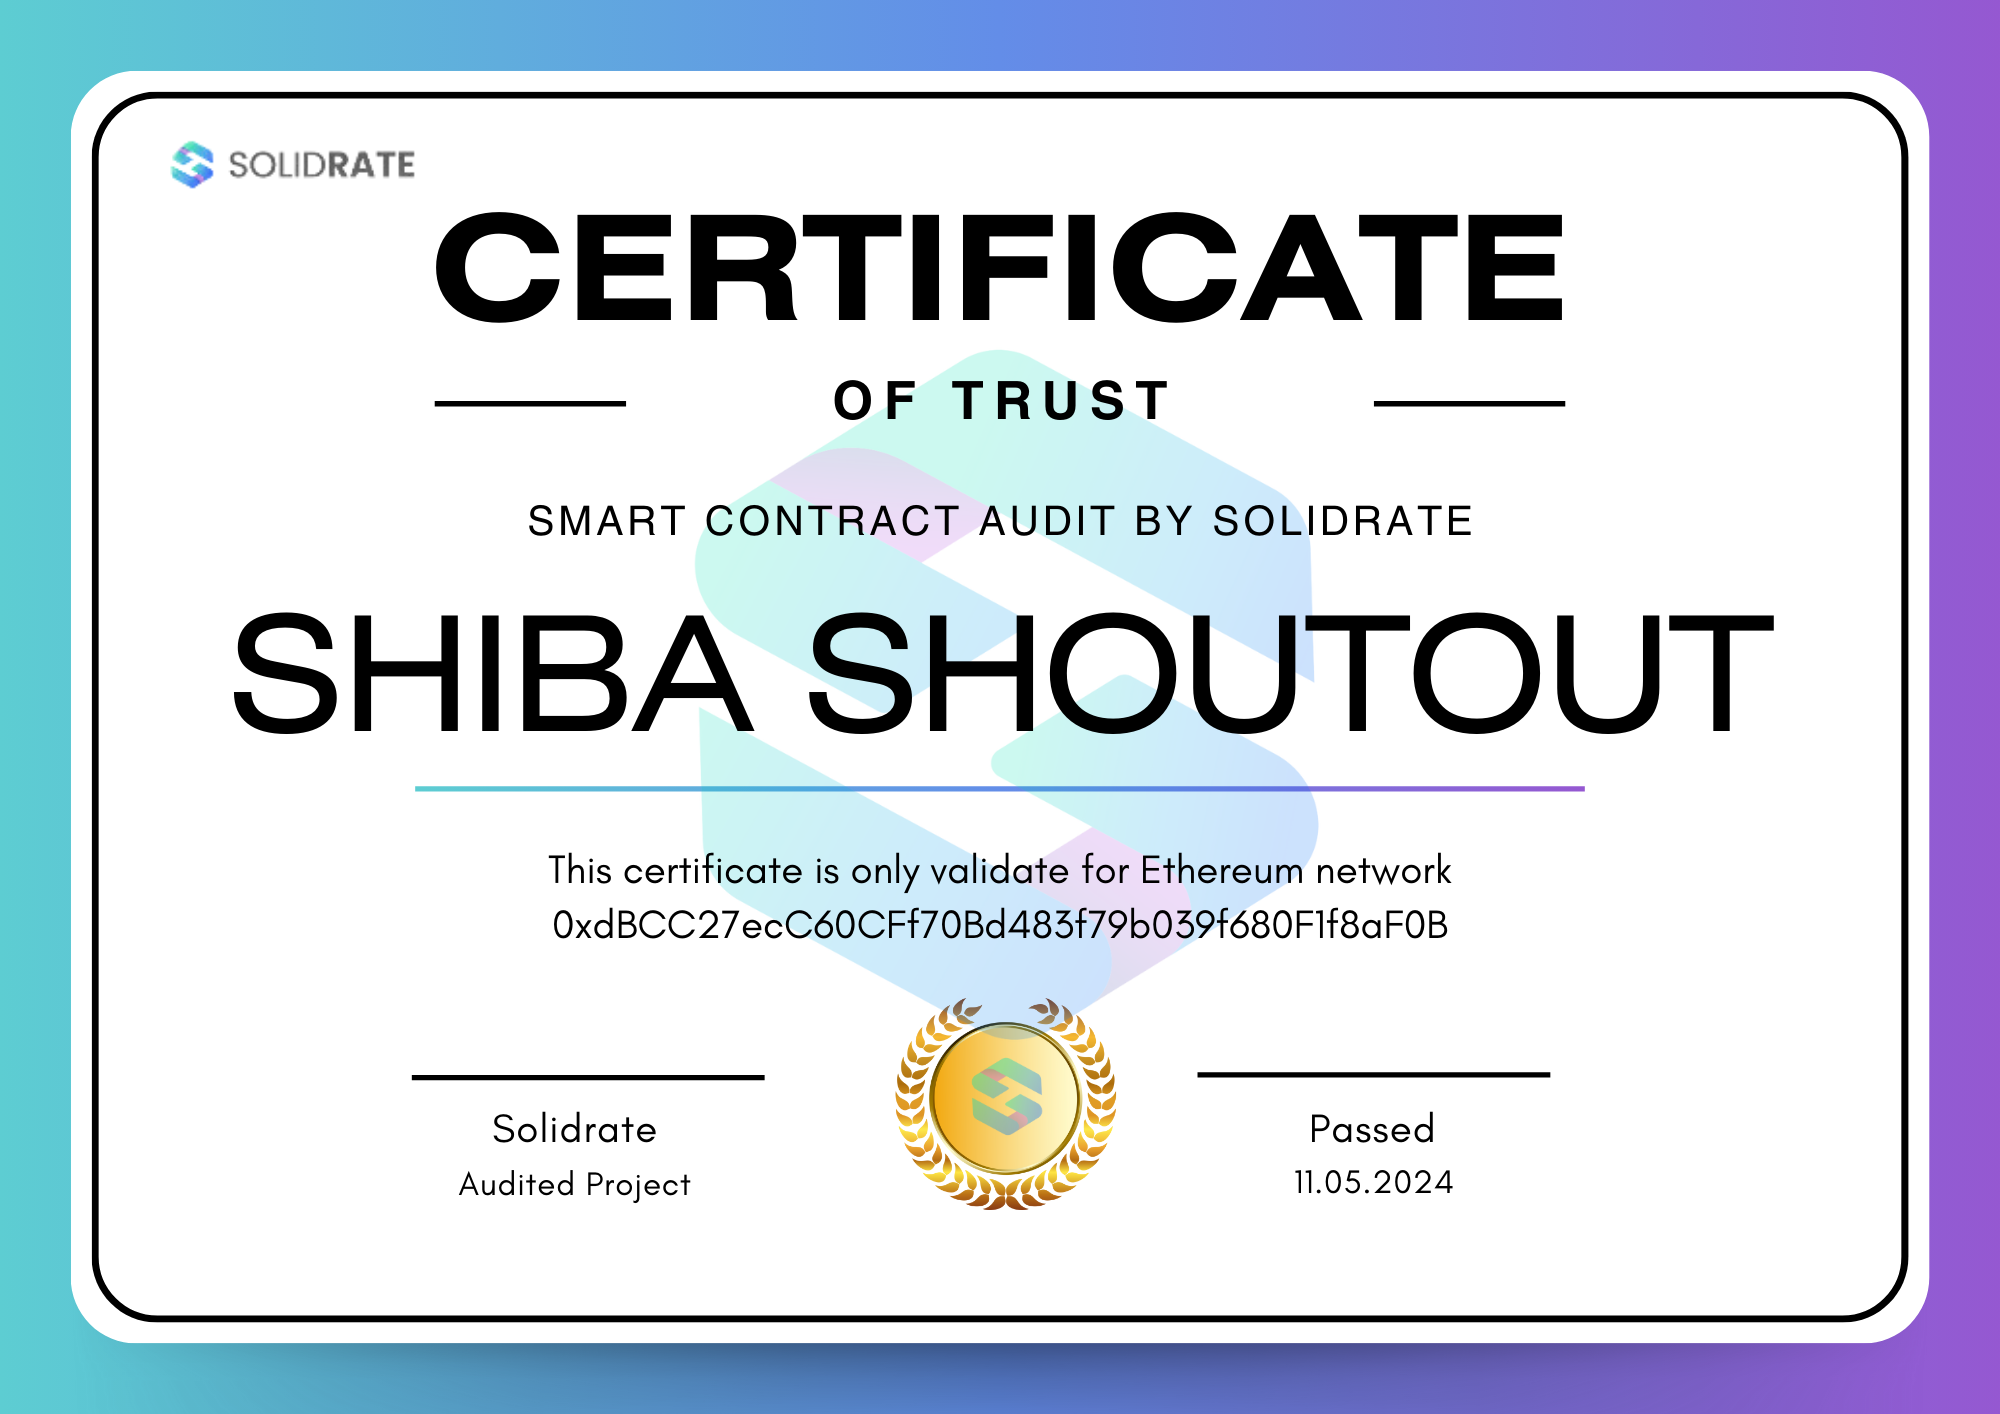 SOLIDRATE
CERTIFICATE
OF TRUST
SMART CONTRACT AUDIT BY SOLIDRATE
SHIBA SHOUTOUT
This certificate is only validate for Ethereum network
0xdBCC27ecC60CFf70Bd483f79b039f680F1f8aF0B
Solidrate
Audited Project
Passed
11.05.2024